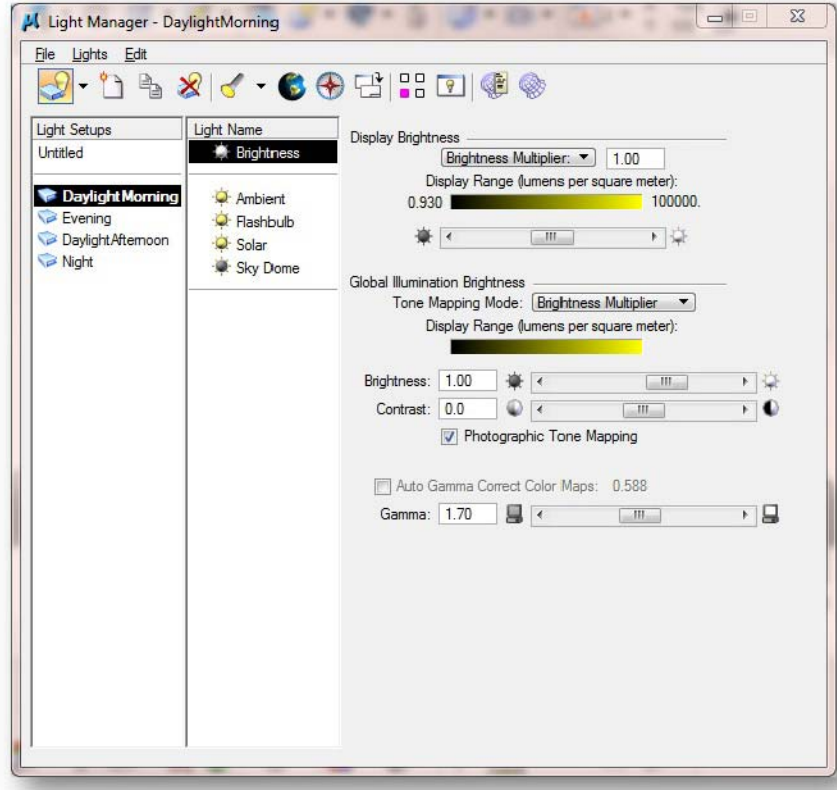 Light Manager - DaylightMorning
File Lights Edit
Light Setups
Untitled
DaylightMorning
Evening
DaylightAfternoon
Night
Light Name
Brightness
Ambient
Flashbulb
Solar
Sky Dome
Display Brightness
Brightness Multiplier: 1.00
Display Range (lumens per square meter):
0.930 100000.
Global Illumination Brightness
Tone Mapping Mode: Brightness Multiplier
Display Range (lumens per square meter):
Brightness: 1.00
Contrast: 0.0
Photographic Tone Mapping
Auto Gamma Correct Color Maps: 0.588
Gamma: 1.70